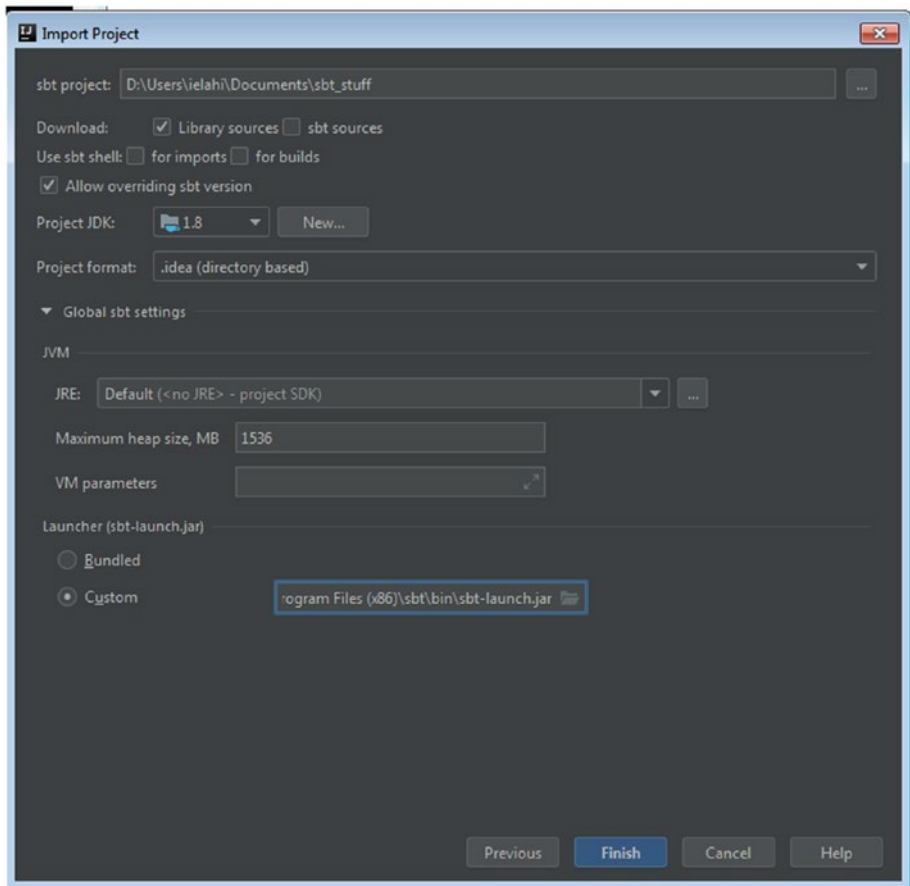 Import Project
sbt project: D:\Users\ielahi\Documents\sbt_stuff ...
Download: Library sources sbt sources
Use sbt shell: for imports for builds
Allow overriding sbt version
Project JDK: 1.8 New...
Project format: .idea (directory based)
Global sbt settings
JVM
JRE: Default (<no JRE> - project SDK) ...
Maximum heap size, MB 1536
VM parameters
Launcher (sbt-launch.jar)
Bundled
Custom rogram Files (x86)\sbt\bin\sbt-launch.jar
Previous Finish Cancel Help